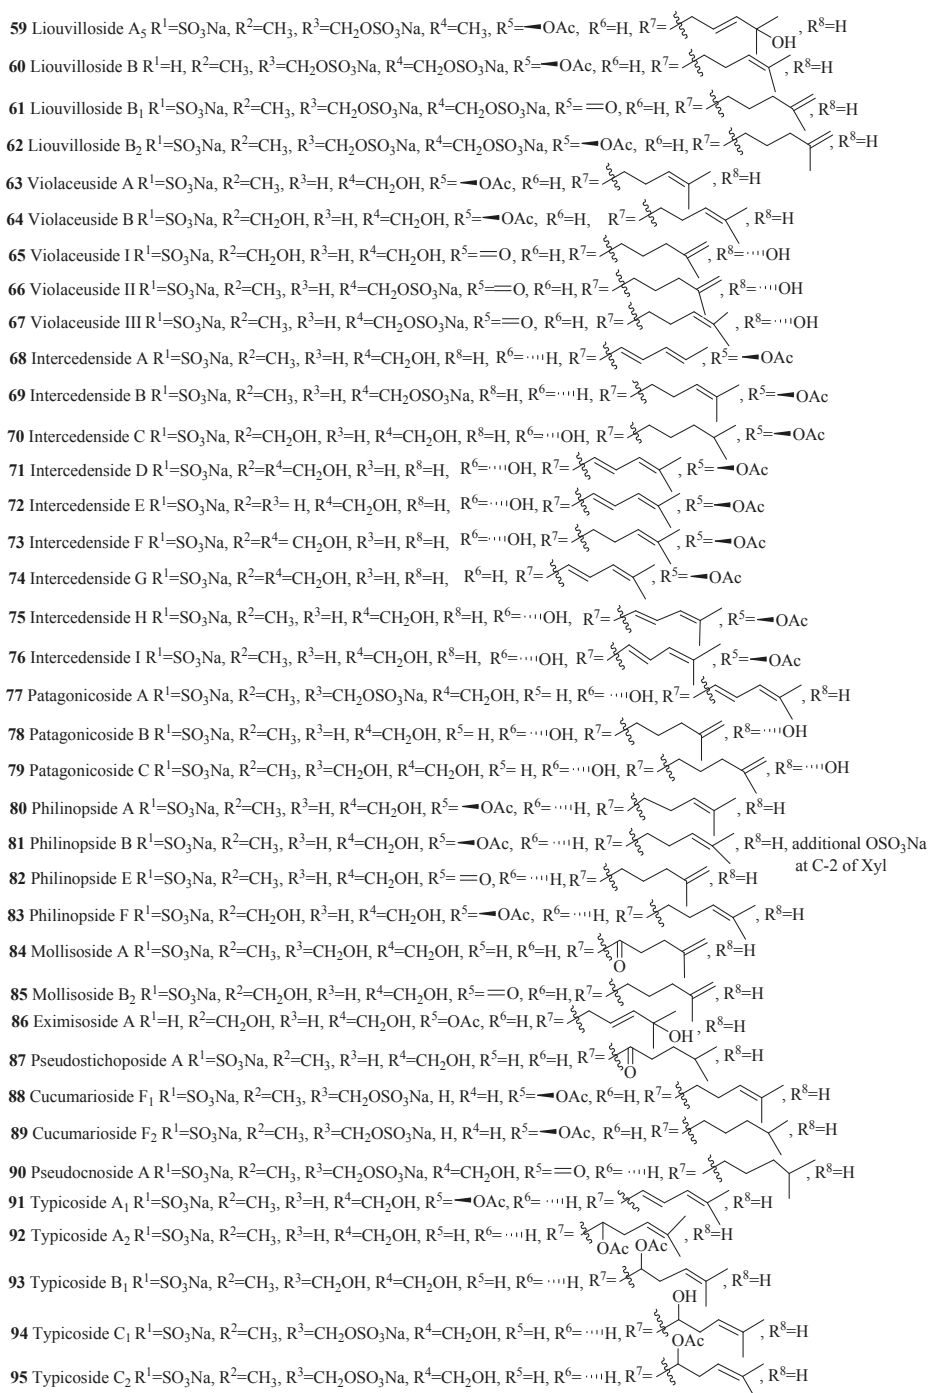 59 Liouvilloside A5 R1=SO3Na, R2=CH3, R3=CH2OSO3Na, R4=CH3, R5= OAc, R6=H, R7= OH , R8=H
60 Liouvilloside B R1=H, R2=CH3, R3=CH2OSO3Na, R4=CH2OSO3Na, R5= OAc, R6=H, R7= , R8=H
61 Liouvilloside B1 R1=SO3Na, R2=CH3, R3=CH2OSO3Na, R4=CH2OSO3Na, R5= O, R6=H, R7= , R8=H
62 Liouvilloside B2 R1=SO3Na, R2=CH3, R3=CH2OSO3Na, R4=CH2OSO3Na, R5= OAc, R6=H, R7= , R8=H
63 Violaceuside A R1=SO3Na, R2=CH3, R3=H, R4=CH2OH, R5= OAc, R6=H, R7= , R8=H
64 Violaceuside B R1=SO3Na, R2=CH2OH, R3=H, R4=CH2OH, R5= OAc, R6=H, R7= , R8=H
65 Violaceuside I R1=SO3Na, R2=CH2OH, R3=H, R4=CH2OH, R5= O, R6=H, R7= , R8= OH
66 Violaceuside II R1=SO3Na, R2=CH3, R3=H, R4=CH2OSO3Na, R5= O, R6=H, R7= , R8= OH
67 Violaceuside III R1=SO3Na, R2=CH3, R3=H, R4=CH2OSO3Na, R5= O, R6=H, R7= , R8= OH
68 Intercedenside A R1=SO3Na, R2=CH3, R3=H, R4=CH2OH, R8=H, R6= H, R7= , R5= OAc
69 Intercedenside B R1=SO3Na, R2=CH3, R3=H, R4=CH2OSO3Na, R8=H, R6= H, R7= , R5= OAc
70 Intercedenside C R1=SO3Na, R2=CH2OH, R3=H, R4=CH2OH, R8=H, R6= OH, R7= , R5= OAc
71 Intercedenside D R1=SO3Na, R2=R4=CH2OH, R3=H, R8=H, R6= OH, R7= , R5= OAc
72 Intercedenside E R1=SO3Na, R2=R3= H, R4=CH2OH, R8=H, R6= OH, R7= , R5= OAc
73 Intercedenside F R1=SO3Na, R2=R4= CH2OH, R3=H, R8=H, R6= OH, R7= , R5= OAc
74 Intercedenside G R1=SO3Na, R2=R4=CH2OH, R3=H, R8=H, R6=H, R7= , R5= OAc
75 Intercedenside H R1=SO3Na, R2=CH3, R3=H, R4=CH2OH, R8=H, R6= OH, R7= , R5= OAc
76 Intercedenside I R1=SO3Na, R2=CH3, R3=H, R4=CH2OH, R8=H, R6= OH, R7= , R5= OAc
77 Patagonicoside A R1=SO3Na, R2=CH3, R3=CH2OSO3Na, R4=CH2OH, R5= H, R6= OH, R7= , R8=H
78 Patagonicoside B R1=SO3Na, R2=CH3, R3=H, R4=CH2OH, R5= H, R6= OH, R7= , R8= OH
79 Patagonicoside C R1=SO3Na, R2=CH3, R3=CH2OH, R4=CH2OH, R5= H, R6= OH, R7= , R8= OH
80 Philinopside A R1=SO3Na, R2=CH3, R3=H, R4=CH2OH, R5= OAc, R6= H, R7= , R8=H
81 Philinopside B R1=SO3Na, R2=CH3, R3=H, R4=CH2OH, R5= OAc, R6= H, R7= , R8=H, additional OSO3Na
at C-2 of Xyl
82 Philinopside E R1=SO3Na, R2=CH3, R3=H, R4=CH2OH, R5= O, R6= H, R7= , R8=H
83 Philinopside F R1=SO3Na, R2=CH2OH, R3=H, R4=CH2OH, R5= OAc, R6= H, R7= , R8=H
84 Mollisoside A R1=SO3Na, R2=CH3, R3=CH2OH, R4=CH2OH, R5=H, R6=H, R7= O , R8=H
85 Mollisoside B2 R1=SO3Na, R2=CH2OH, R3=H, R4=CH2OH, R5= O, R6=H, R7= , R8=H
86 Eximisoside A R1=H, R2=CH2OH, R3=H, R4=CH2OH, R5=OAc, R6=H, R7= OH , R8=H
87 Pseudostichoposide A R1=SO3Na, R2=CH3, R3=H, R4=CH2OH, R5=H, R6=H, R7= O , R8=H
88 Cucumarioside F1 R1=SO3Na, R2=CH3, R3=CH2OSO3Na, H, R4=H, R5= OAc, R6=H, R7= , R8=H
89 Cucumarioside F2 R1=SO3Na, R2=CH3, R3=CH2OSO3Na, H, R4=H, R5= OAc, R6=H, R7= , R8=H
90 Pseudocnoside A R1=SO3Na, R2=CH3, R3=CH2OSO3Na, R4=CH2OH, R5= O, R6= H, R7= , R8=H
91 Typicoside A1 R1=SO3Na, R2=CH3, R3=H, R4=CH2OH, R5= OAc, R6= H, R7= , R8=H
92 Typicoside A2 R1=SO3Na, R2=CH3, R3=H, R4=CH2OH, R5=H, R6= H, R7= , R8=H
OAc OAc
93 Typicoside B1 R1=SO3Na, R2=CH3, R3=CH2OH, R4=CH2OH, R5=H, R6= H, R7= , R8=H
OH
94 Typicoside C1 R1=SO3Na, R2=CH3, R3=CH2OSO3Na, R4=CH2OH, R5=H, R6= H, R7= , R8=H
OAc
95 Typicoside C2 R1=SO3Na, R2=CH3, R3=CH2OSO3Na, R4=CH2OH, R5=H, R6= H, R7= , R8=H